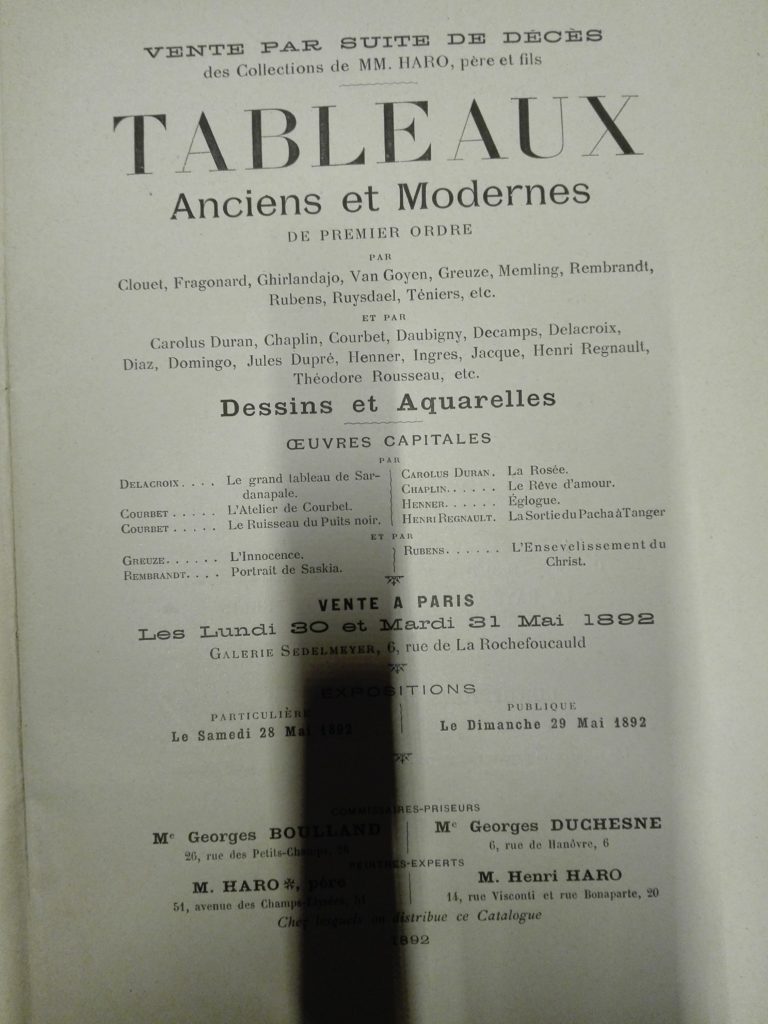 VENTE PAR SUITE DE DÉCÈS
des Collections de MM. HARO, père et fils
TABLEAUX
Anciens et Modernes
DE PREMIER ORDRE
PAR
Clouet, Fragonard, Ghirlandajo, Van Goyen, Greuze, Memling, Rembrandt,
Rubens, Ruysdael, Téniers, etc.
ET PAR
Carolus Duran, Chaplin, Courbet, Daubigny, Decamps, Delacroix,
Diaz, Domingo, Jules Dupré, Henner, Ingres, Jacque, Henri Regnault,
Théodore Rousseau, etc.
Dessins et Aquarelles
ŒUVRES CAPITALES
PAR
DELACROIX. . . . Le grand tableau de Sar-
danapale.
COURBET . . . . . L'Atelier de Courbet.
COURBET . . . . . Le Ruisseau du Puits noir.
CAROLUS DURAN. La Rosée.
CHAPLIN. . . . . . Le Rêve d'amour.
HENNER. . . . . . Églogue.
HENRI REGNAULT. La Sortie du Pacha à Tanger
ET PAR
GREUZE. . . . . . L'Innocence.
REMBRANDT. . . . Portrait de Saskia.
RUBENS. . . . . . L'Ensevelissement du
Christ.
VENTE A PARIS
Les Lundi 30 et Mardi 31 Mai 1892
GALERIE SEDELMEYER, 6, rue de La Rochefoucauld
EXPOSITIONS
PARTICULIÈRE
Le Samedi 28 Mai 1892
PUBLIQUE
Le Dimanche 29 Mai 1892
COMMISSAIRES-PRISEURS
Me Georges BOULLAND
26, rue des Petits-Champs, 26
Me Georges DUCHESNE
6, rue de Hanôvre, 6
PEINTRES-EXPERTS
M. HARO ✻, père
51, avenue des Champs-Elysées, 51
M. Henri HARO
14, rue Visconti et rue Bonaparte, 20
Chez lesquels on distribue ce Catalogue
1892